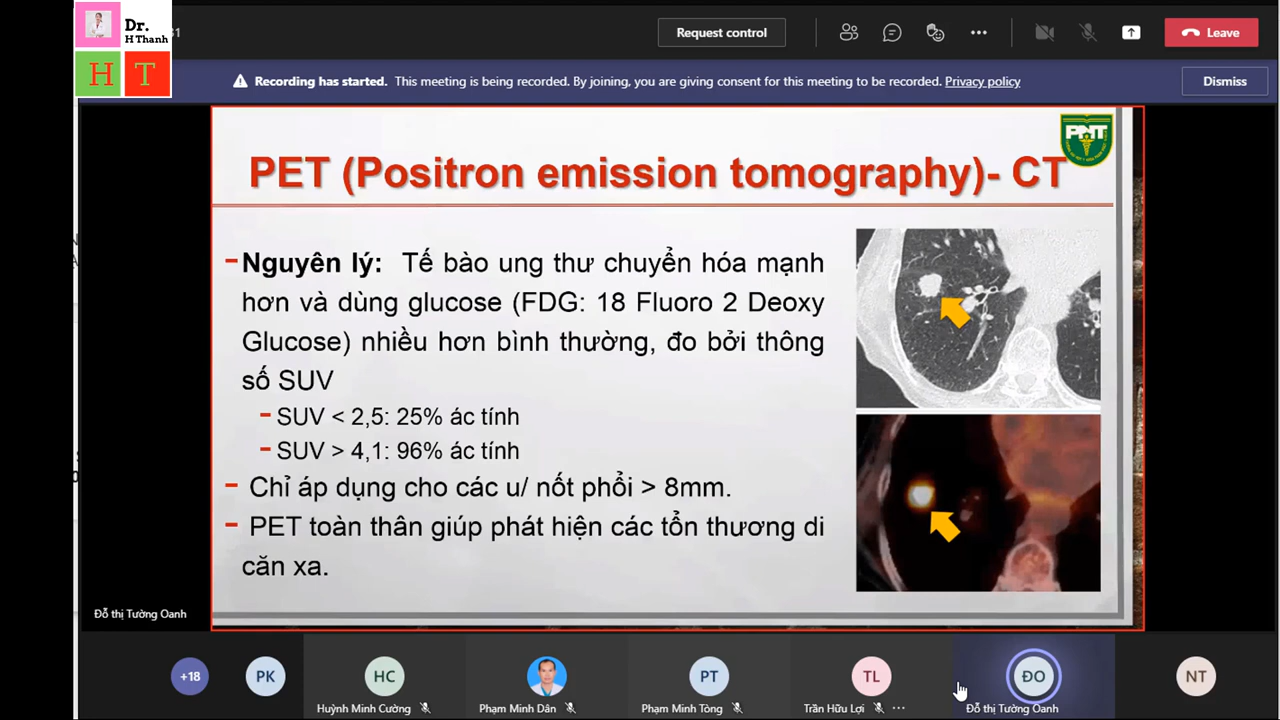 Dr.
H Thanh
H T
31
Request control
Leave
Recording has started. This meeting is being recorded. By joining, you are giving consent for this meeting to be recorded. Privacy policy
Dismiss
PNT
PET (Positron emission tomography)- CT
-Nguyên lý: Tế bào ung thư chuyển hóa mạnh
hơn và dùng glucose (FDG: 18 Fluoro 2 Deoxy
Glucose) nhiều hơn bình thường, đo bởi thông
số SUV
- SUV < 2,5: 25% ác tính
- SUV > 4,1: 96% ác tính
- Chỉ áp dụng cho các u/ nốt phổi > 8mm.
- PET toàn thân giúp phát hiện các tổn thương di
căn xa.
Đỗ thị Tường Oanh
+18
PK
HC
PT
TL
ĐO
NT
Huỳnh Minh Cường
Phạm Minh Dân
Phạm Minh Tòng
Trần Hữu Lợi
Đỗ thị Tường Oanh